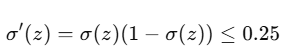 σ′(z) = σ(z)(1 − σ(z)) ≤ 0.25